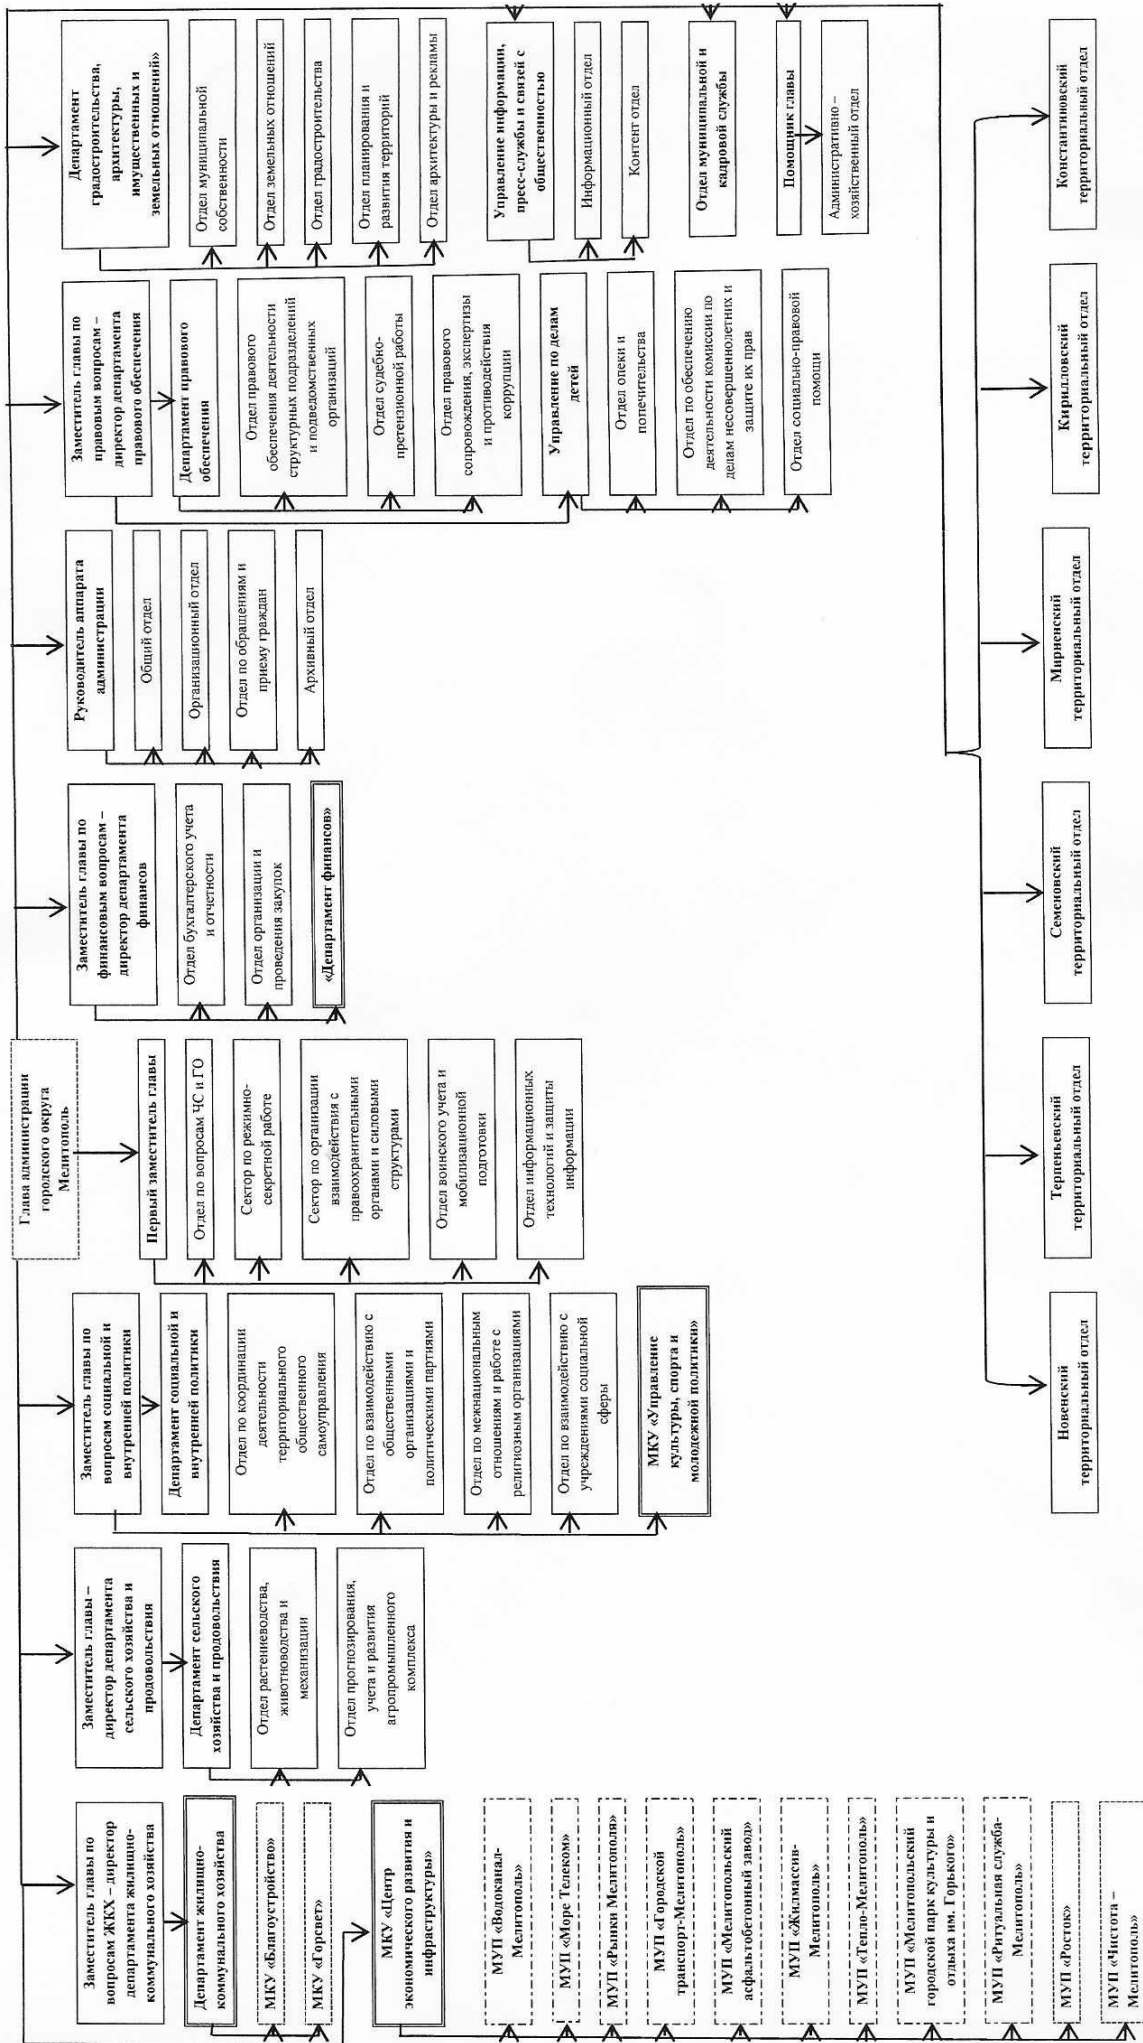 Глава администрации
городского округа
Мелитополь
Заместитель главы по
вопросам ЖКХ – директор
департамента жилищно-
коммунального хозяйства
Департамент жилищно-
коммунального хозяйства
МКУ «Благоустройство»
МКУ «Горсвет»
МКУ «Центр
экономического развития и
инфраструктуры»
МУП «Водоканал-
Мелитополь»
МУП «Море Телеком»
МУП «Рынки Мелитополя»
МУП «Городской
транспорт-Мелитополь»
МУП «Мелитопольский
асфальтобетонный завод»
МУП «Жилмассив-
Мелитополь»
МУП «Тепло-Мелитополь»
МУП «Мелитопольский
городской парк культуры и
отдыха им. Горького»
МУП «Ритуальная служба-
Мелитополь»
МУП «Росток»
МУП «Чистота –
Мелитополь»
Заместитель главы –
директор департамента
сельского хозяйства и
продовольствия
Департамент сельского
хозяйства и продовольствия
Отдел растениеводства,
животноводства и
механизации
Отдел прогнозирования,
учета и развития
агропромышленного
комплекса
Заместитель главы по
вопросам социальной и
внутренней политики
Департамент социальной и
внутренней политики
Отдел по координации
деятельности
территориального
общественного
самоуправления
Отдел по взаимодействию с
общественными
организациями и
политическими партиями
Отдел по межнациональным
отношениям и работе с
религиозным организациями
Отдел по взаимодействию с
учреждениями социальной
сферы
МКУ «Управление
культуры, спорта и
молодежной политики»
Первый заместитель главы
Отдел по вопросам ЧС и ГО
Сектор по режимно-
секретной работе
Сектор по организации
взаимодействия с
правоохранительными
органами и силовыми
структурами
Отдел воинского учета и
мобилизационной
подготовки
Отдел информационных
технологий и защиты
информации
Заместитель главы по
финансовым вопросам –
директор департамента
финансов
Отдел бухгалтерского учета
и отчетности
Отдел организации и
проведения закупок
«Департамент финансов»
Руководитель аппарата
администрации
Общий отдел
Организационный отдел
Отдел по обращениям и
приему граждан
Архивный отдел
Заместитель главы по
правовым вопросам –
директор департамента
правового обеспечения
Департамент правового
обеспечения
Отдел правового
обеспечения деятельности
структурных подразделений
и подведомственных
организаций
Отдел судебно-
претензионной работы
Отдел правового
сопровождения, экспертизы
и противодействия
коррупции
Управление по делам
детей
Отдел опеки и
попечительства
Отдел по обеспечению
деятельности комиссии по
делам несовершеннолетних и
защите их прав
Отдел социально-правовой
помощи
Департамент
градостроительства,
архитектуры,
имущественных и
земельных отношений»
Отдел муниципальной
собственности
Отдел земельных отношений
Отдел градостроительства
Отдел планирования и
развития территорий
Отдел архитектуры и рекламы
Управление информации,
пресс-службы и связей с
общественностью
Информационный отдел
Контент отдел
Отдел муниципальной и
кадровой службы
Помощник главы
Административно –
хозяйственный отдел
Новенский
территориальный отдел
Терпеньевский
территориальный отдел
Семеновский
территориальный отдел
Мирненский
территориальный отдел
Кирилловский
территориальный отдел
Константиновский
территориальный отдел